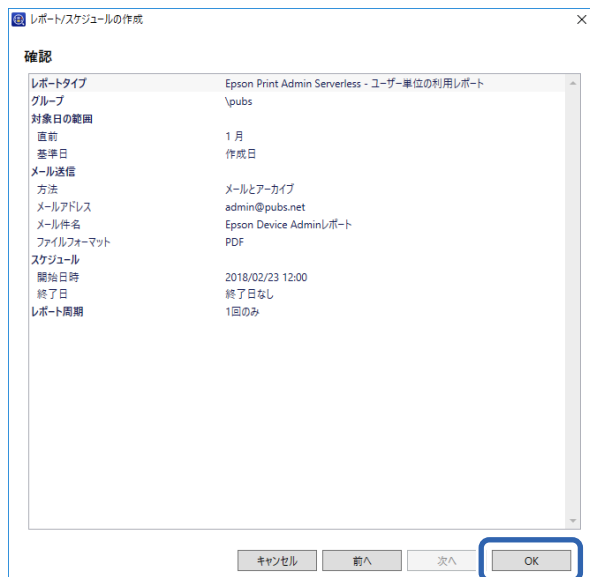 レポート/スケジュールの作成
確認
レポートタイプ Epson Print Admin Serverless - ユーザー単位の利用レポート
グループ \pubs
対象日の範囲
直前 1 月
基準日 作成日
メール送信
方法 メールとアーカイブ
メールアドレス admin@pubs.net
メール件名 Epson Device Adminレポート
ファイルフォーマット PDF
スケジュール
開始日時 2018/02/23 12:00
終了日 終了日なし
レポート周期 1回のみ
キャンセル 前へ 次へ OK